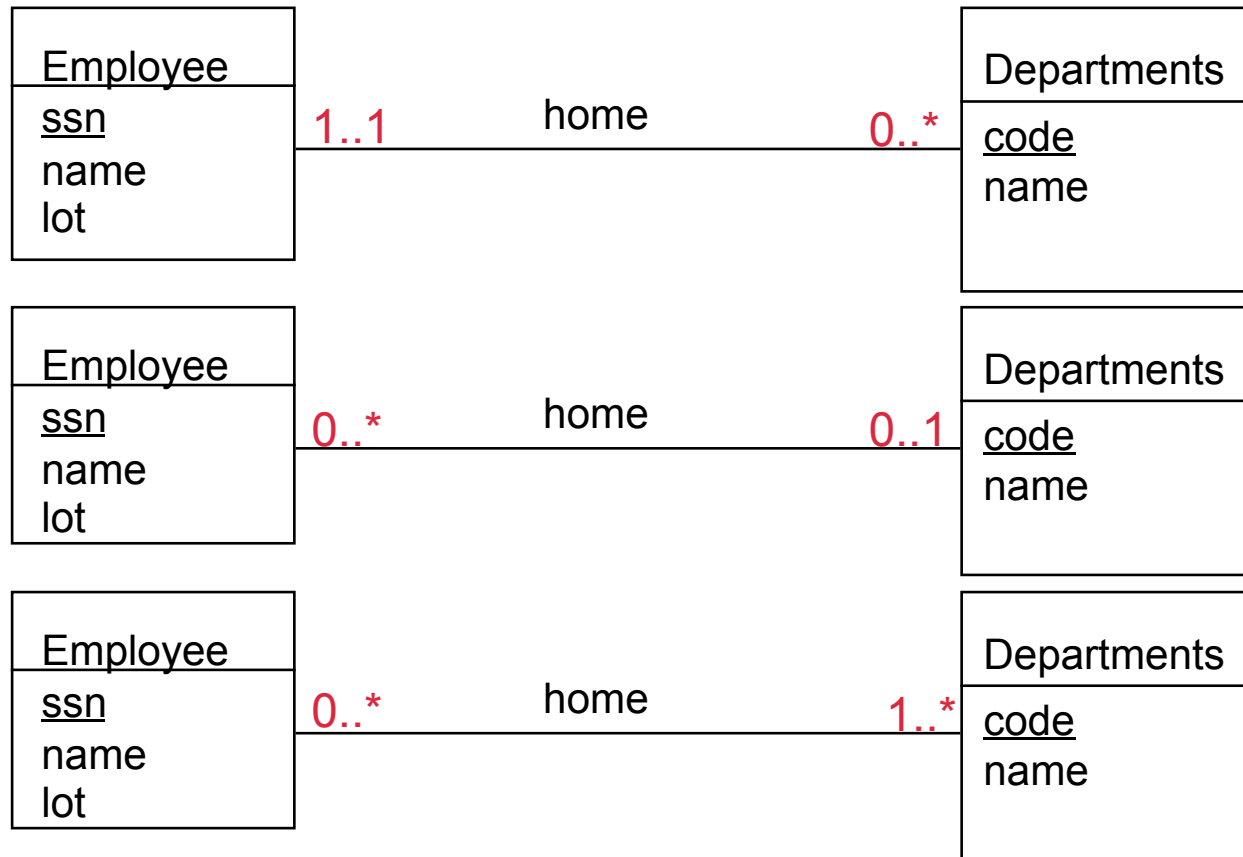 Employee
ssn
name
lot
1..1
home
0..*
Departments
code
name
Employee
ssn
name
lot
0..*
home
0..1
Departments
code
name
Employee
ssn
name
lot
0..*
home
1..*
Departments
code
name